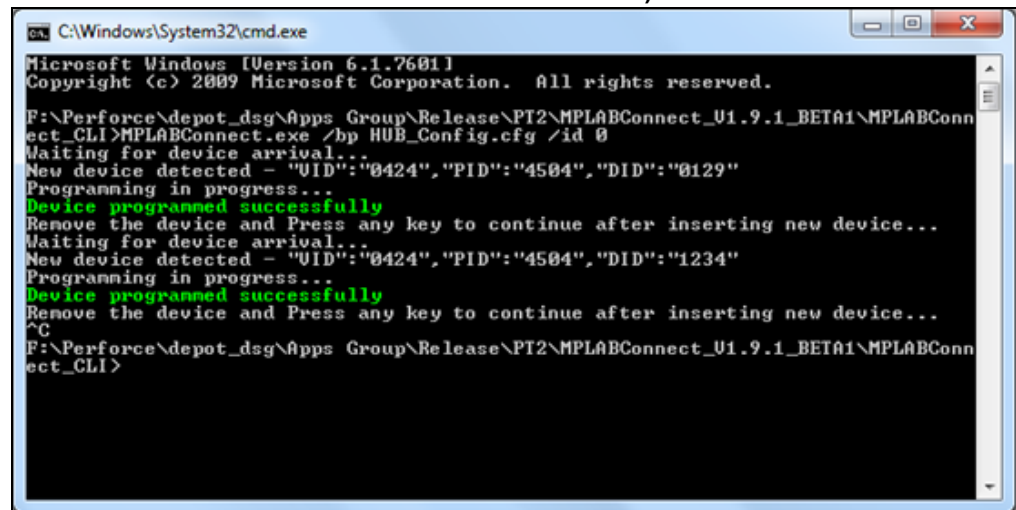 C:\Windows\System32\cmd.exe
Microsoft Windows [Version 6.1.7601]
Copyright (c) 2009 Microsoft Corporation.  All rights reserved.
F:\Perforce\depot_dsg\Apps Group\Release\PT2\MPLABConnect_V1.9.1_BETA1\MPLABConn
ect_CLI>MPLABConnect.exe /bp HUB_Config.cfg /id 0
Waiting for device arrival...
New device detected - "VID":"0424","PID":"4504","DID":"0129"
Programming in progress...
Device programmed successfully
Remove the device and Press any key to continue after inserting new device...
Waiting for device arrival...
New device detected - "VID":"0424","PID":"4504","DID":"1234"
Programming in progress...
Device programmed successfully
Remove the device and Press any key to continue after inserting new device...
^C
F:\Perforce\depot_dsg\Apps Group\Release\PT2\MPLABConnect_V1.9.1_BETA1\MPLABConn
ect_CLI>